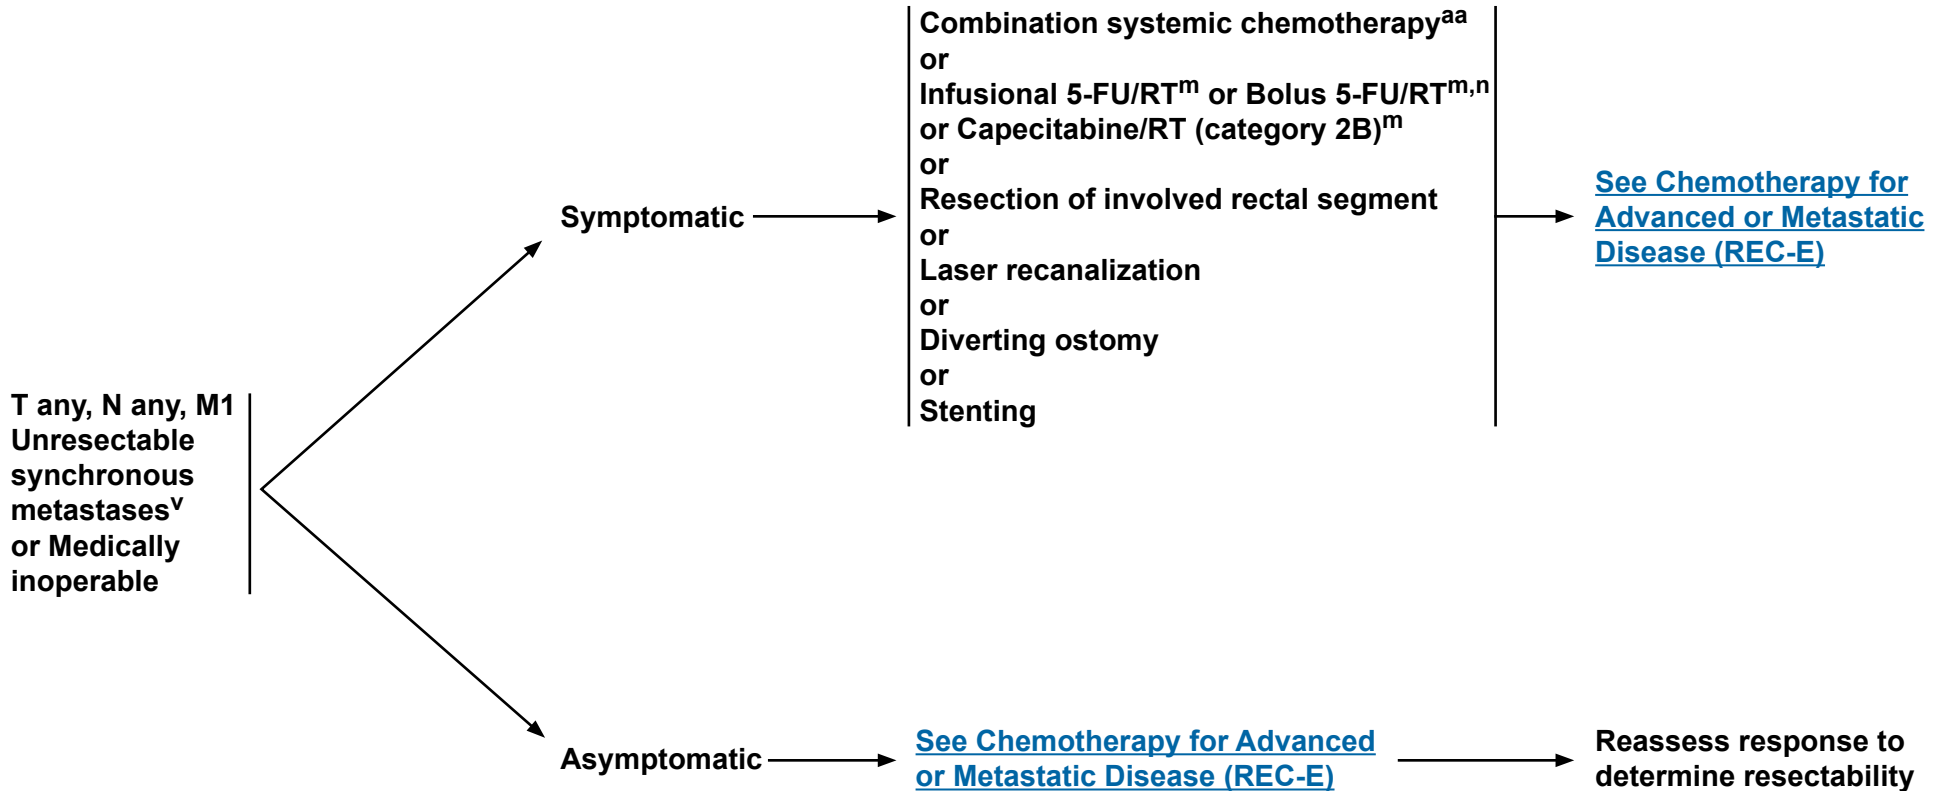 T any, N any, M1
Unresectable
synchronous
metastasesv
or Medically
inoperable
Symptomatic
Combination systemic chemotherapyaa
or
Infusional 5-FU/RTm or Bolus 5-FU/RTm,n
or Capecitabine/RT (category 2B)m
or
Resection of involved rectal segment
or
Laser recanalization
or
Diverting ostomy
or
Stenting
See Chemotherapy for
Advanced or Metastatic
Disease (REC-E)
Asymptomatic
See Chemotherapy for Advanced
or Metastatic Disease (REC-E)
Reassess response to
determine resectability